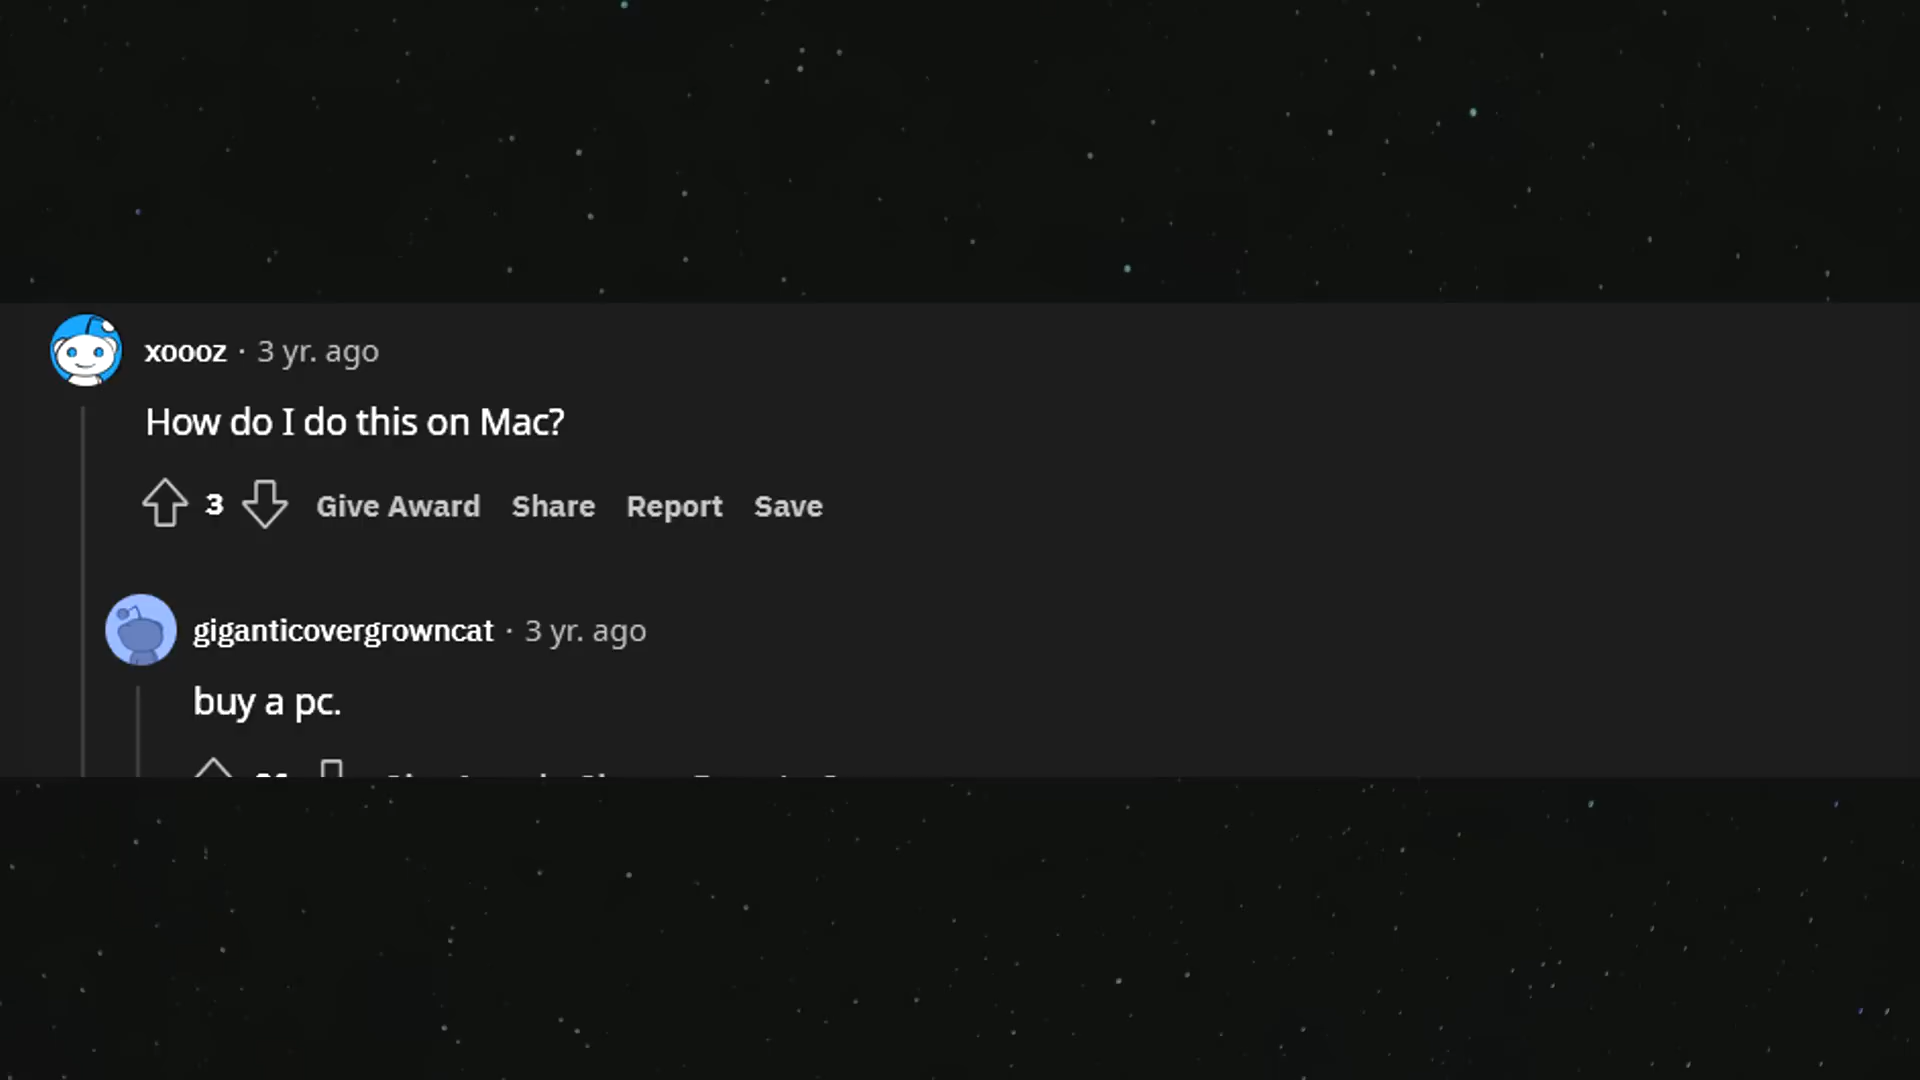 xoooz · 3 yr. ago
How do I do this on Mac?
3 Give Award Share Report Save
giganticovergrowncat · 3 yr. ago
buy a pc.